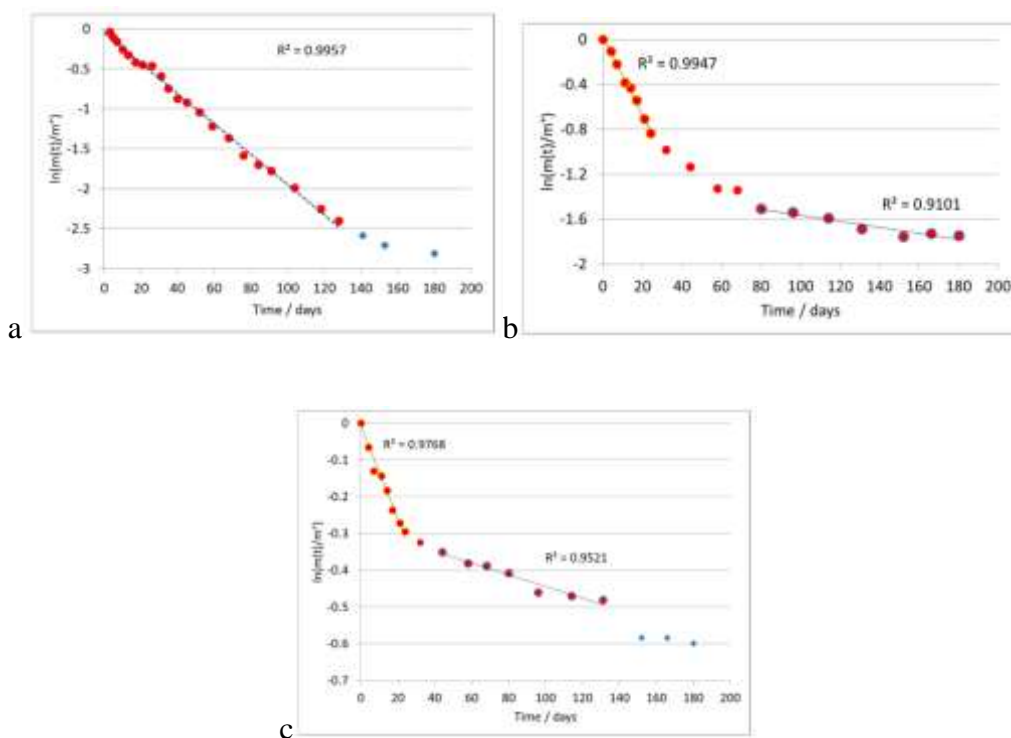 0
-0.5
-1
-1.5
-2
-2.5
-3
R² = 0.9957
ln(m(t)/m°)
0 20 40 60 80 100 120 140 160 180 200
Time / days
a
0
-0.4
-0.8
-1.2
-1.6
-2
R² = 0.9947
R² = 0.9101
ln(m(t)/m°)
0 20 40 60 80 100 120 140 160 180 200
Time / days
b
0
-0.1
-0.2
-0.3
-0.4
-0.5
-0.6
-0.7
R² = 0.9768
R² = 0.9521
ln(m(t)/m°)
0 20 40 60 80 100 120 140 160 180 200
Time / days
c